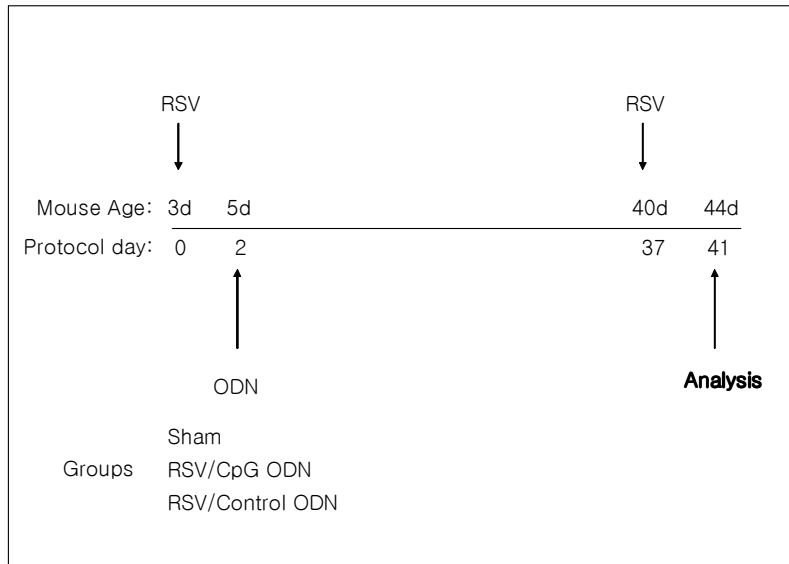 RSV RSV
Mouse Age: 3d 5d 40d 44d
Protocol day: 0 2 37 41
ODN Analysis
Sham
Groups RSV/CpG ODN
RSV/Control ODN